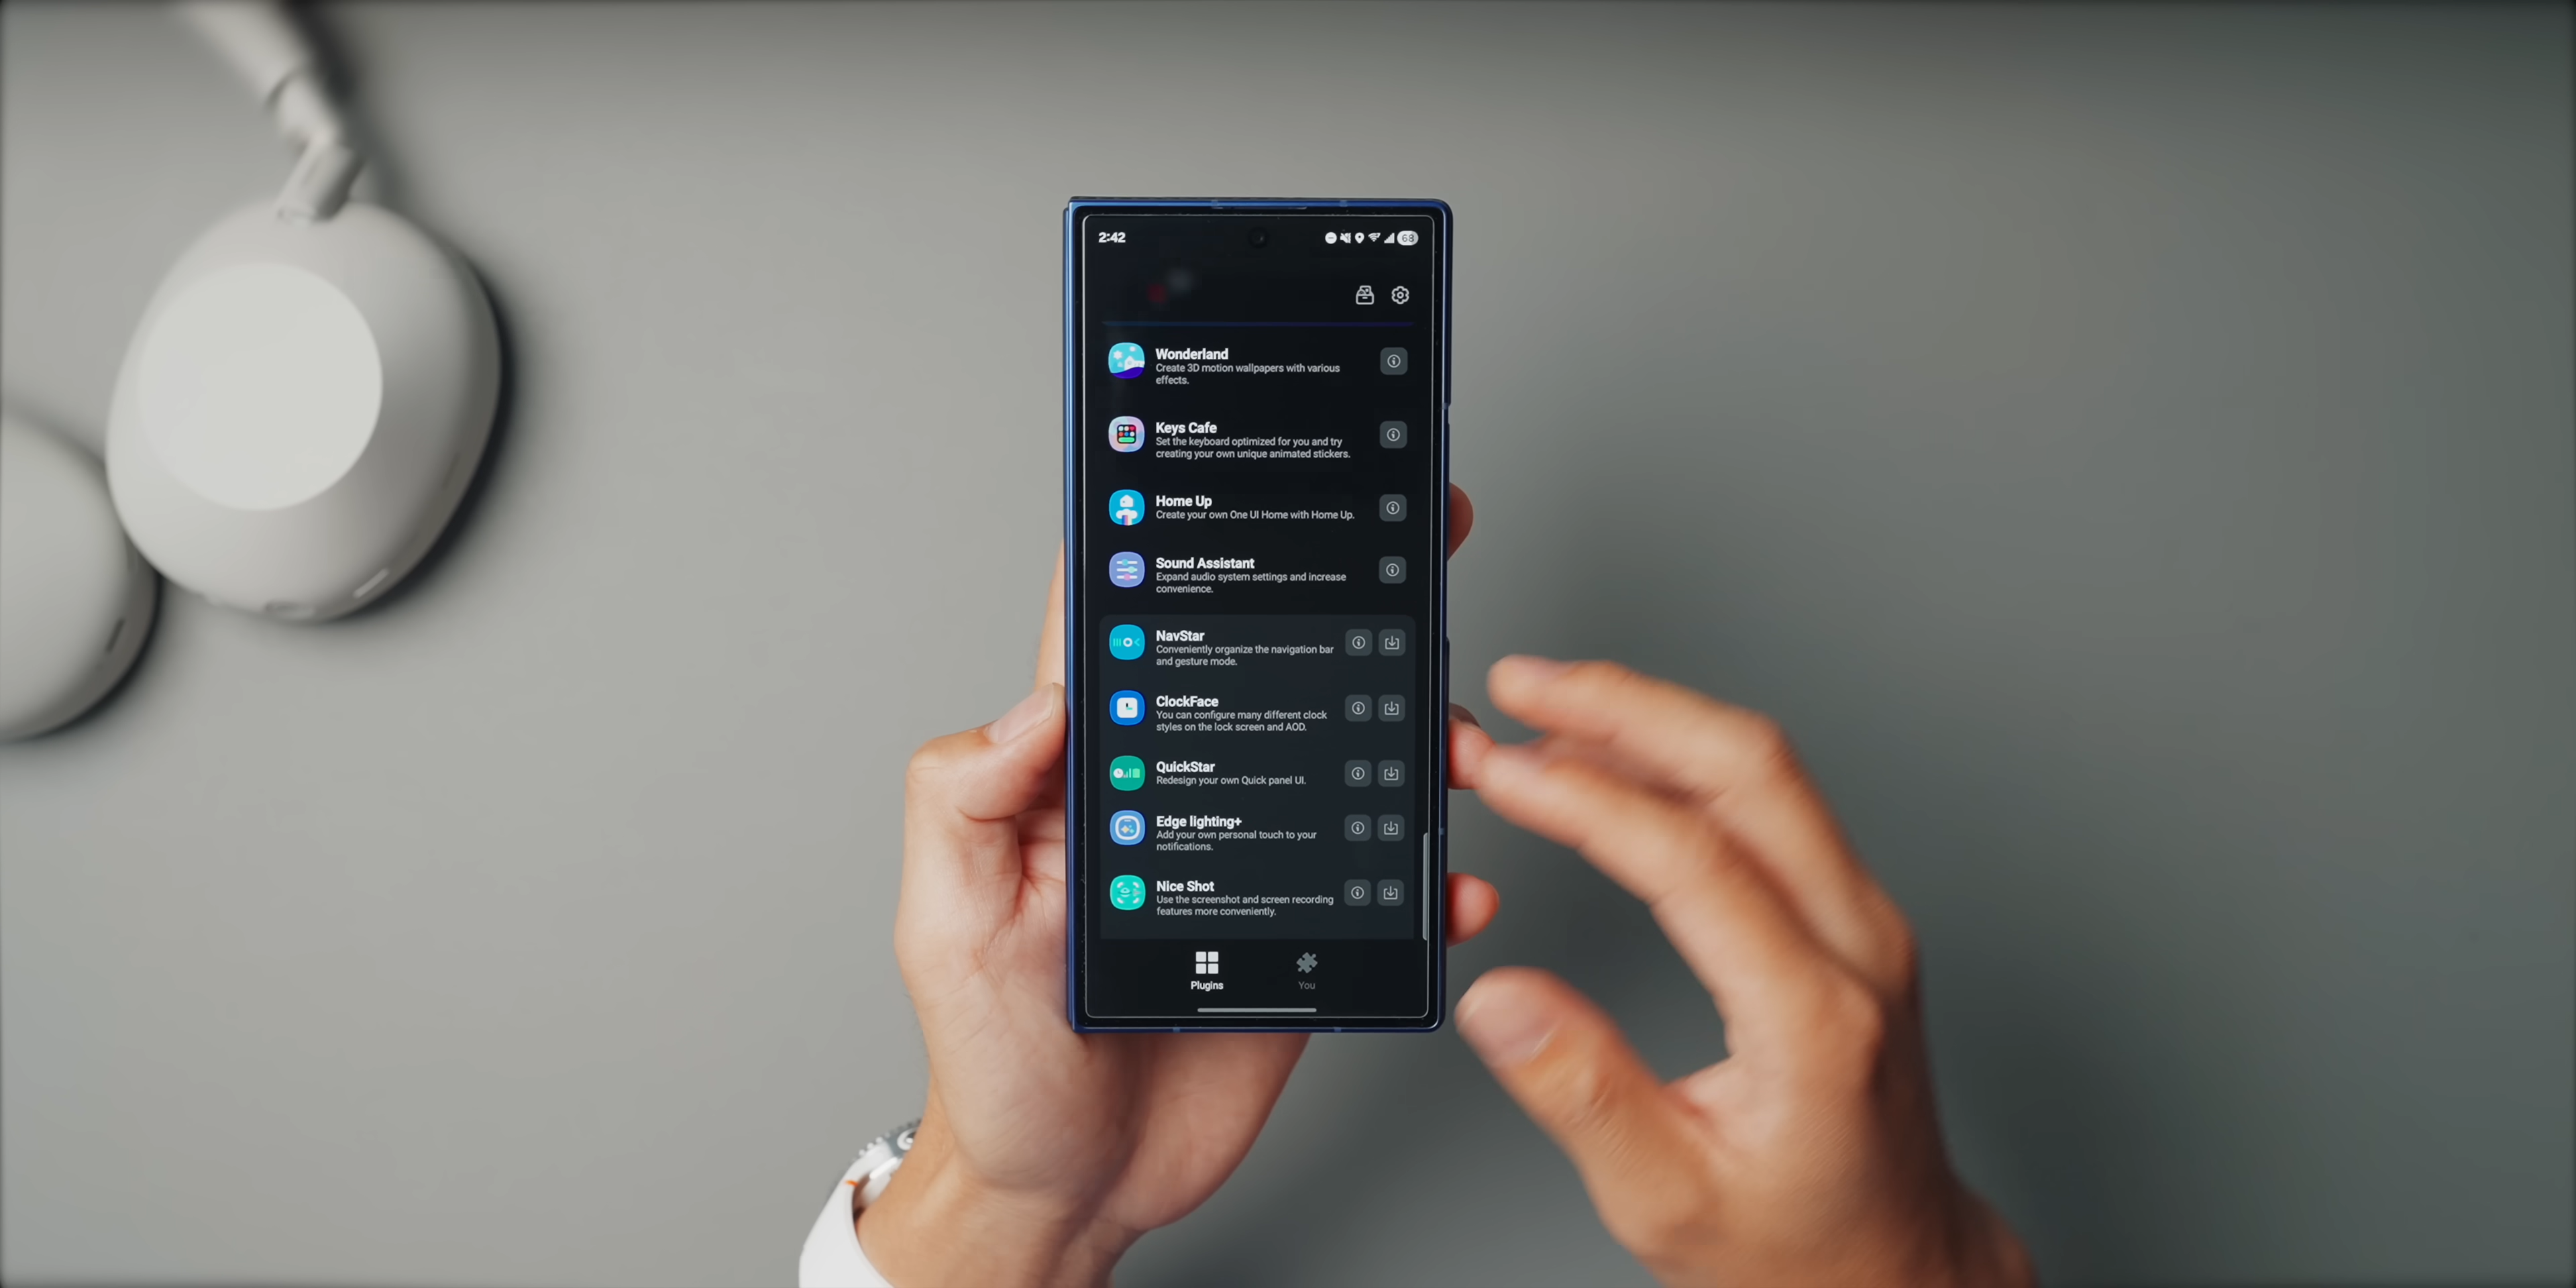 2:42
68
Wonderland
Create 3D motion wallpapers with various
effects.
Keys Cafe
Set the keyboard optimized for you and try
creating your own unique animated stickers.
Home Up
Create your own One UI Home with Home Up.
Sound Assistant
Expand audio system settings and increase
convenience.
NavStar
Conveniently organize the navigation bar
and gesture mode.
ClockFace
You can configure many different clock
styles on the lock screen and AOD.
QuickStar
Redesign your own Quick panel UI.
Edge lighting+
Add your own personal touch to your
notifications.
Nice Shot
Use the screenshot and screen recording
features more conveniently.
Plugins
You